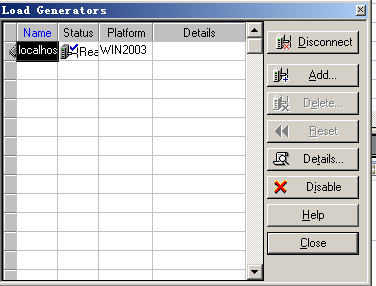 Load Generators
Name Status Platform Details
localhos Rea WIN2003
Disconnect
Add...
Delete...
Reset
Details...
Disable
Help
Close